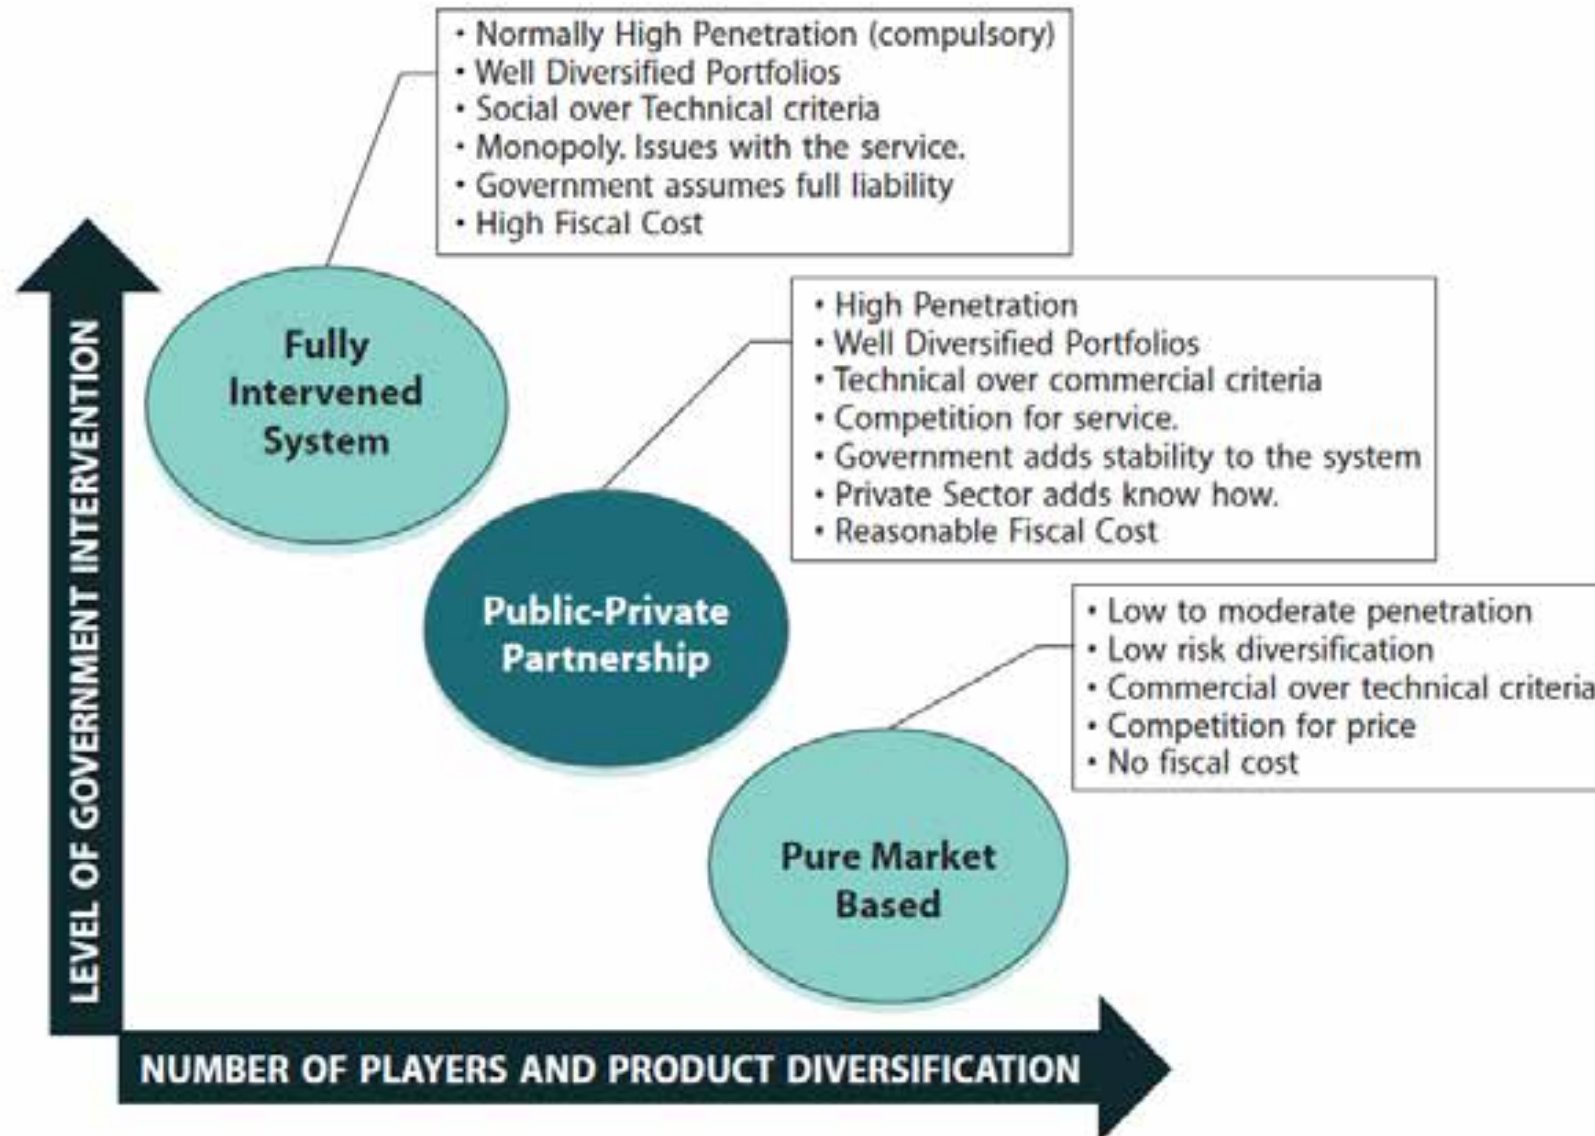 • Normally High Penetration (compulsory)
• Well Diversified Portfolios
• Social over Technical criteria
• Monopoly. Issues with the service.
• Government assumes full liability
• High Fiscal Cost
Fully
Intervened
System
• High Penetration
• Well Diversified Portfolios
• Technical over commercial criteria
• Competition for service.
• Government adds stability to the system
• Private Sector adds know how.
• Reasonable Fiscal Cost
Public-Private
Partnership
• Low to moderate penetration
• Low risk diversification
• Commercial over technical criteria
• Competition for price
• No fiscal cost
Pure Market
Based
LEVEL OF GOVERNMENT INTERVENTION
NUMBER OF PLAYERS AND PRODUCT DIVERSIFICATION